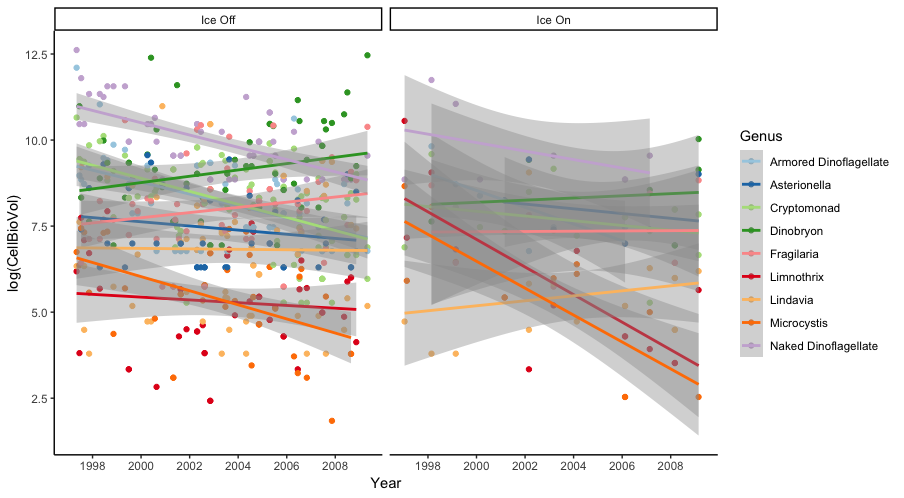 Ice Off
Ice On
log(CellBioVol)
12.5
10.0
7.5
5.0
2.5
1998
2000
2002
2004
2006
2008
1998
2000
2002
2004
2006
2008
Year
Genus
Armored Dinoflagellate
Asterionella
Cryptomonad
Dinobryon
Fragilaria
Limnothrix
Lindavia
Microcystis
Naked Dinoflagellate